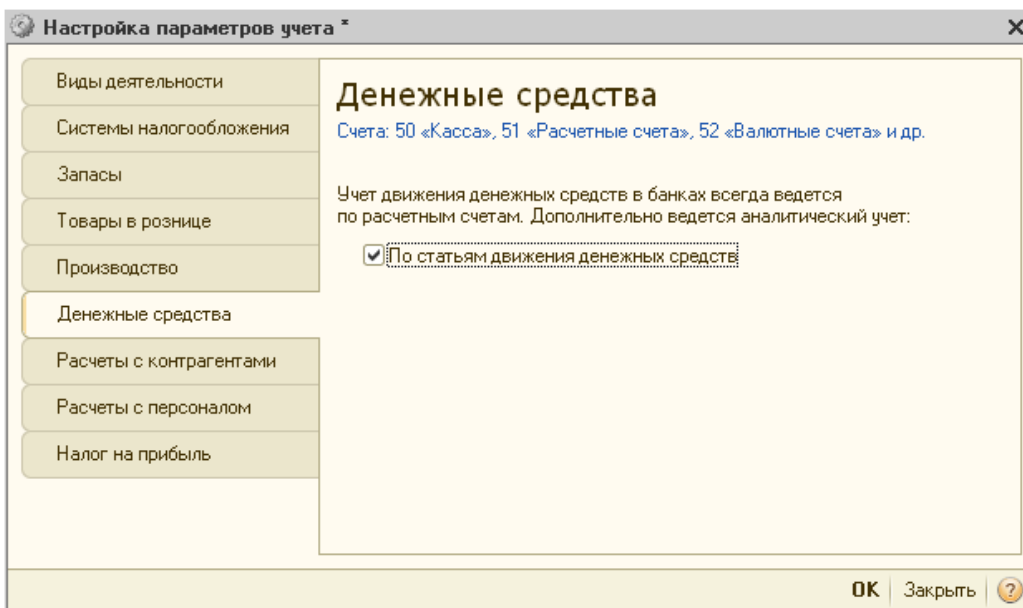 Настройка параметров учета *
Виды деятельности
Системы налогообложения
Запасы
Товары в рознице
Производство
Денежные средства
Расчеты с контрагентами
Расчеты с персоналом
Налог на прибыль
Денежные средства
Счета: 50 «Касса», 51 «Расчетные счета», 52 «Валютные счета» и др.
Учет движения денежных средств в банках всегда ведется
по расчетным счетам. Дополнительно ведется аналитический учет:
По статьям движения денежных средств
OK Закрыть ?